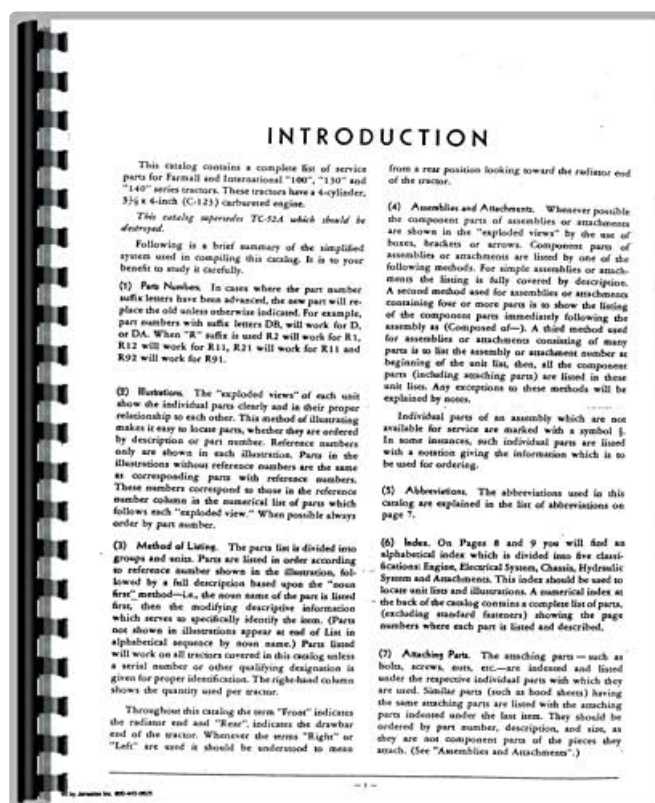 INTRODUCTION
This catalog contains a complete list of service
parts for Farmall and International "100", "130" and
"140" series tractors. These tractors have a 4-cylinder,
3⅛ x 4-inch (C-123) carbureted engine.
This catalog supersedes TC-52A which should be
destroyed.
Following is a brief summary of the simplified
system used in compiling this catalog. It is to your
benefit to study it carefully.
(1) Parts Numbers. In cases where the part number
suffix letters have been advanced, the new part will re-
place the old unless otherwise indicated. For example,
part numbers with suffix letters DB, will work for D,
or DA. When "R" suffix is used R2 will work for R1,
R12 will work for R11, R21 will work for R11 and
R92 will work for R91.
(2) Illustrations. The "exploded views" of each unit
show the individual parts clearly and in their proper
relationship to each other. This method of illustrating
makes it easy to locate parts, whether they are ordered
by description or part number. Reference numbers
only are shown in each illustration. Parts in the
illustrations without reference numbers are the same
as corresponding parts with reference numbers.
These numbers correspond to those in the reference
number column in the numerical list of parts which
follows each "exploded view." When possible always
order by part number.
(3) Method of Listing. The parts list is divided into
groups and units. Parts are listed in order according
to reference number shown in the illustration, fol-
lowed by a full description based upon the "noun
first" method—i.e., the noun name of the part is listed
first, then the modifying descriptive information
which serves to specifically identify the item. (Parts
not shown in illustrations appear at end of List in
alphabetical sequence by noun name.) Parts listed
will work on all tractors covered in this catalog unless
a serial number or other qualifying designation is
given for proper identification. The right-hand column
shows the quantity used per tractor.
Throughout this catalog the term "Front" indicates
the radiator end and "Rear", indicates the drawbar
end of the tractor. Whenever the terms "Right" or
"Left" are used it should be understood to mean
from a rear position looking toward the radiator end
of the tractor.
(4) Assemblies and Attachments. Whenever possible
the component parts of assemblies or attachments
are shown in the "exploded views" by the use of
boxes, brackets or arrows. Component parts of
assemblies or attachments are listed by one of the
following methods. For simple assemblies or attach-
ments the listing is fully covered by description.
A second method used for assemblies or attachments
containing four or more parts is to show the listing
of the component parts immediately following the
assembly as (Composed of—). A third method used
for assemblies or attachments consisting of many
parts is to list the assembly or attachment number at
beginning of the unit list, then, all the component
parts (including attaching parts) are listed in these
unit lists. Any exceptions to these methods will be
explained by notes.
Individual parts of an assembly which are not
available for service are marked with a symbol §.
In some instances, such individual parts are listed
with a notation giving the information which is to
be used for ordering.
(5) Abbreviations. The abbreviations used in this
catalog are explained in the list of abbreviations on
page 7.
(6) Index. On Pages 8 and 9 you will find an
alphabetical index which is divided into five classi-
fications: Engine, Electrical System, Chassis, Hydraulic
System and Attachments. This index should be used to
locate unit lists and illustrations. A numerical index at
the back of the catalog contains a complete list of parts,
(excluding standard fasteners) showing the page
numbers where each part is listed and described.
(7) Attaching Parts. The attaching parts—such as
bolts, screws, nuts, etc.—are indented and listed
under the respective individual parts with which they
are used. Similar parts (such as hood sheets) having
the same attaching parts are listed with the attaching
parts indented under the last item. They should be
ordered by part number, description, and size, as
they are not component parts of the pieces they
attach. (See "Assemblies and Attachments".)
by Jensales Inc. 800-443-0625